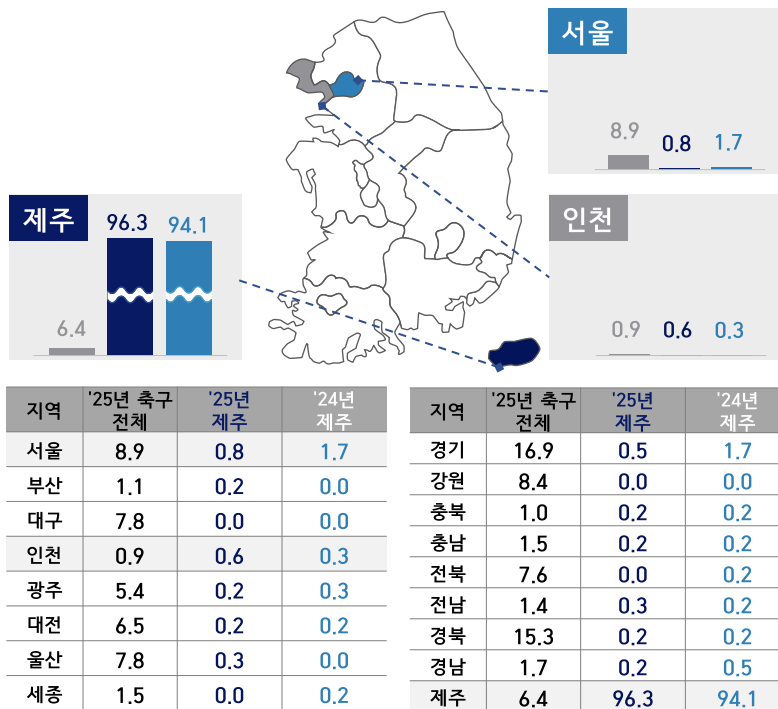 서울
8.9 0.8 1.7
제주
96.3 94.1
6.4
인천
0.9 0.6 0.3
지역 '25년 축구 전체 '25년 제주 '24년 제주
서울 8.9 0.8 1.7
부산 1.1 0.2 0.0
대구 7.8 0.0 0.0
인천 0.9 0.6 0.3
광주 5.4 0.2 0.3
대전 6.5 0.2 0.2
울산 7.8 0.3 0.0
세종 1.5 0.0 0.2
지역 '25년 축구 전체 '25년 제주 '24년 제주
경기 16.9 0.5 1.7
강원 8.4 0.0 0.0
충북 1.0 0.2 0.2
충남 1.5 0.2 0.2
전북 7.6 0.0 0.2
전남 1.4 0.3 0.2
경북 15.3 0.2 0.2
경남 1.7 0.2 0.5
제주 6.4 96.3 94.1